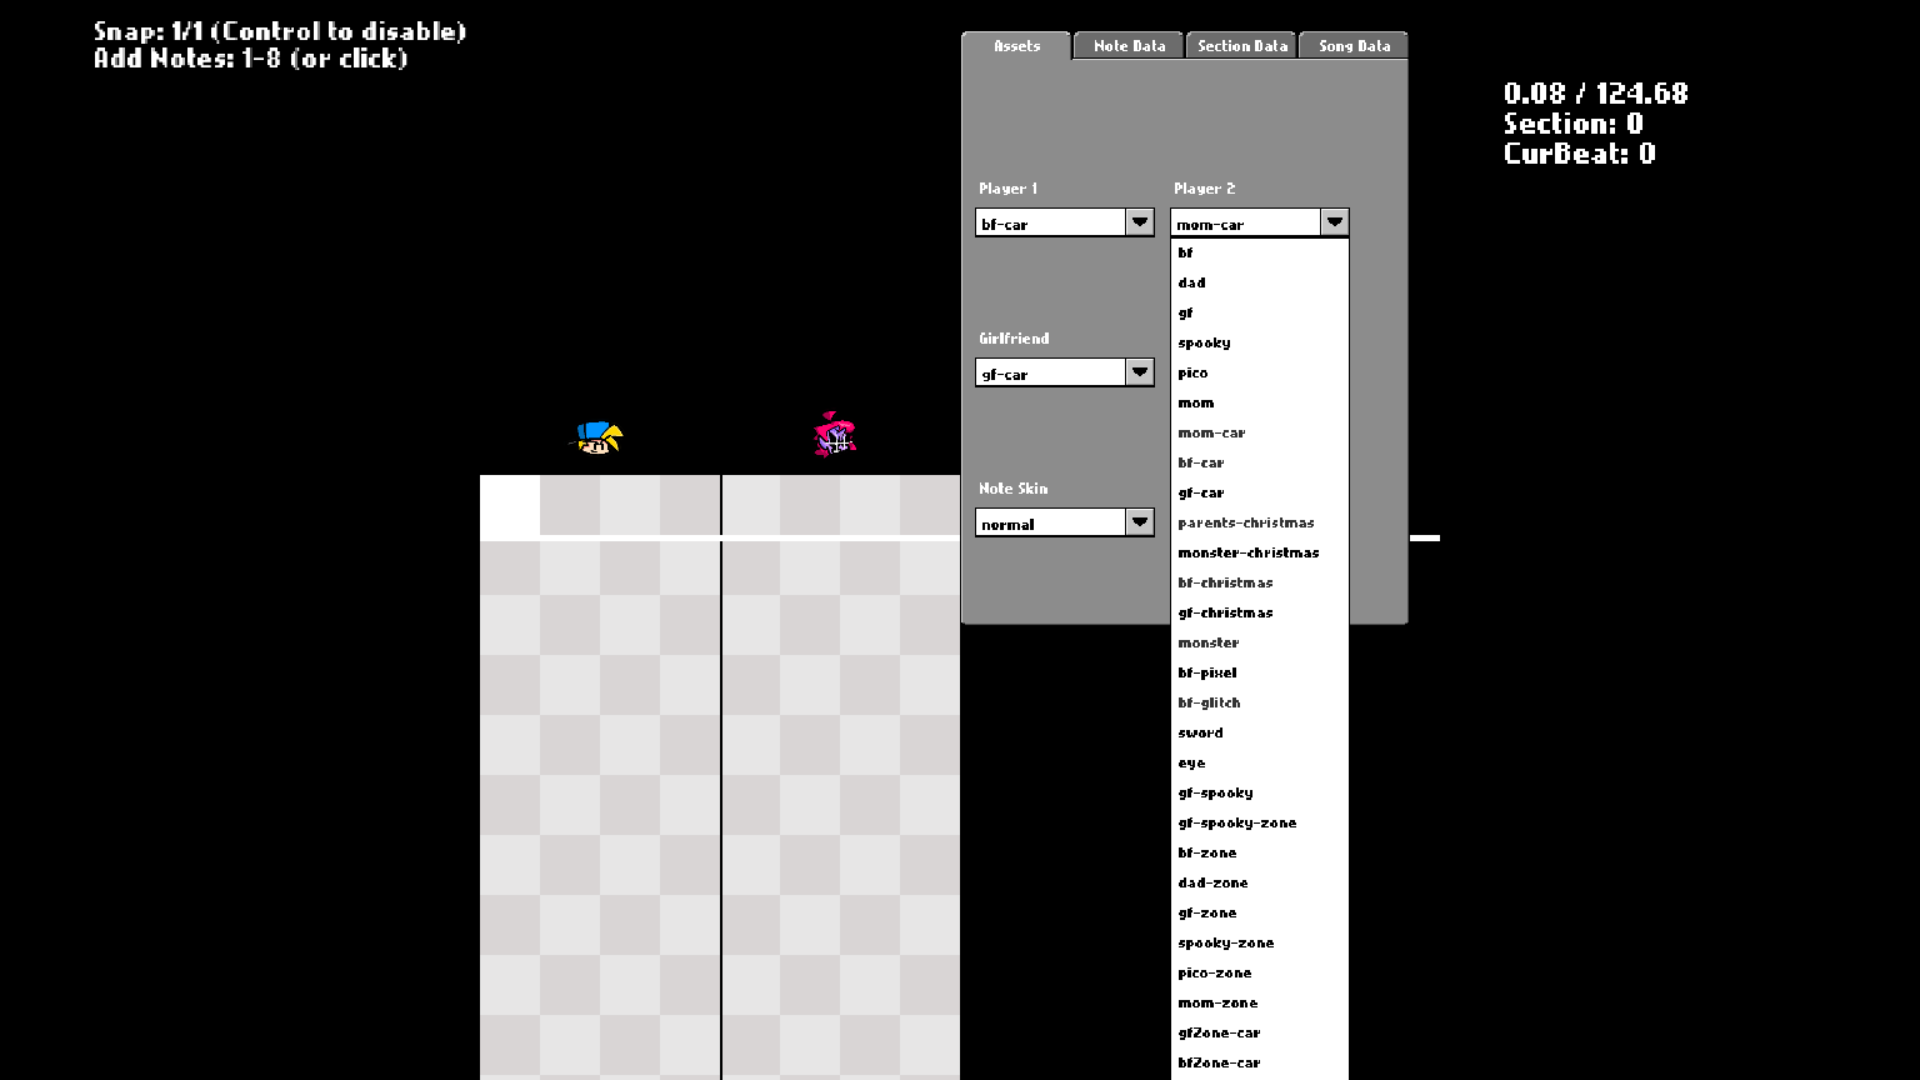 Snap: 1/1 (Control to disable)
Add Notes: 1-8 (or click)
Assets
Note Data
Section Data
Song Data
0.08 / 124.68
Section: 0
CurBeat: 0
Player 1
Player 2
bf-car
mom-car
Girlfriend
gf-car
Note Skin
normal
bf
dad
gf
spooky
pico
mom
mom-car
bf-car
gf-car
parents-christmas
monster-christmas
bf-christmas
gf-christmas
monster
bf-pixel
bf-glitch
sword
eye
gf-spooky
gf-spooky-zone
bf-zone
dad-zone
gf-zone
spooky-zone
pico-zone
mom-zone
gfZone-car
bfZone-car